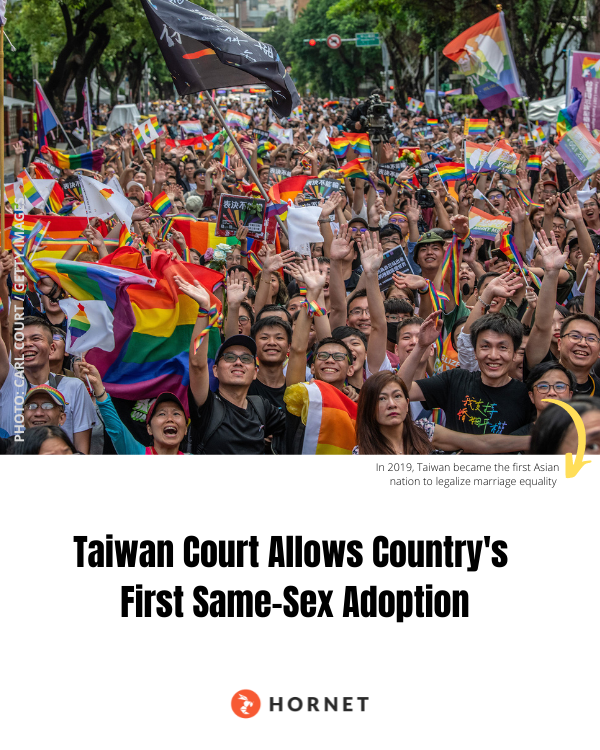 PHOTO: CARL COURT / GETTY IMAGES
In 2019, Taiwan became the first Asian
nation to legalize marriage equality
Taiwan Court Allows Country's
First Same-Sex Adoption
HORNET